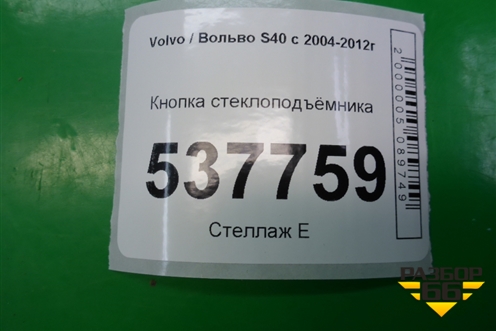 Volvo / Вольво S40 с 2004-2012г
Кнопка стеклоподъёмника
537759
Стеллаж Е
2000005089749
РАЗБОР
66